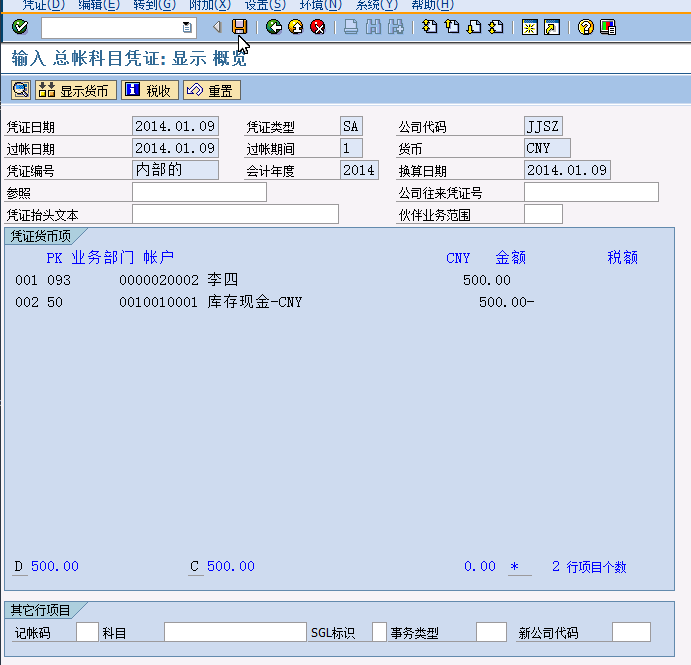 凭证(D) 编辑(E) 转到(G) 附加(X) 设置(S) 环境(N) 系统(Y) 帮助(H)
输入 总帐科目凭证: 显示 概览
显示货币 税收 重置
凭证日期 2014.01.09 凭证类型 SA 公司代码 JJSZ
过帐日期 2014.01.09 过帐期间 1 货币 CNY
凭证编号 内部的 会计年度 2014 换算日期 2014.01.09
参照 公司往来凭证号
凭证抬头文本 伙伴业务范围
凭证货币项
PK 业务部门 帐户 CNY 金额 税额
001 093 0000020002 李四 500.00
002 50 0010010001 库存现金-CNY 500.00-
D 500.00 C 500.00 0.00 * 2 行项目个数
其它行项目
记帐码 科目 SGL标识 事务类型 新公司代码